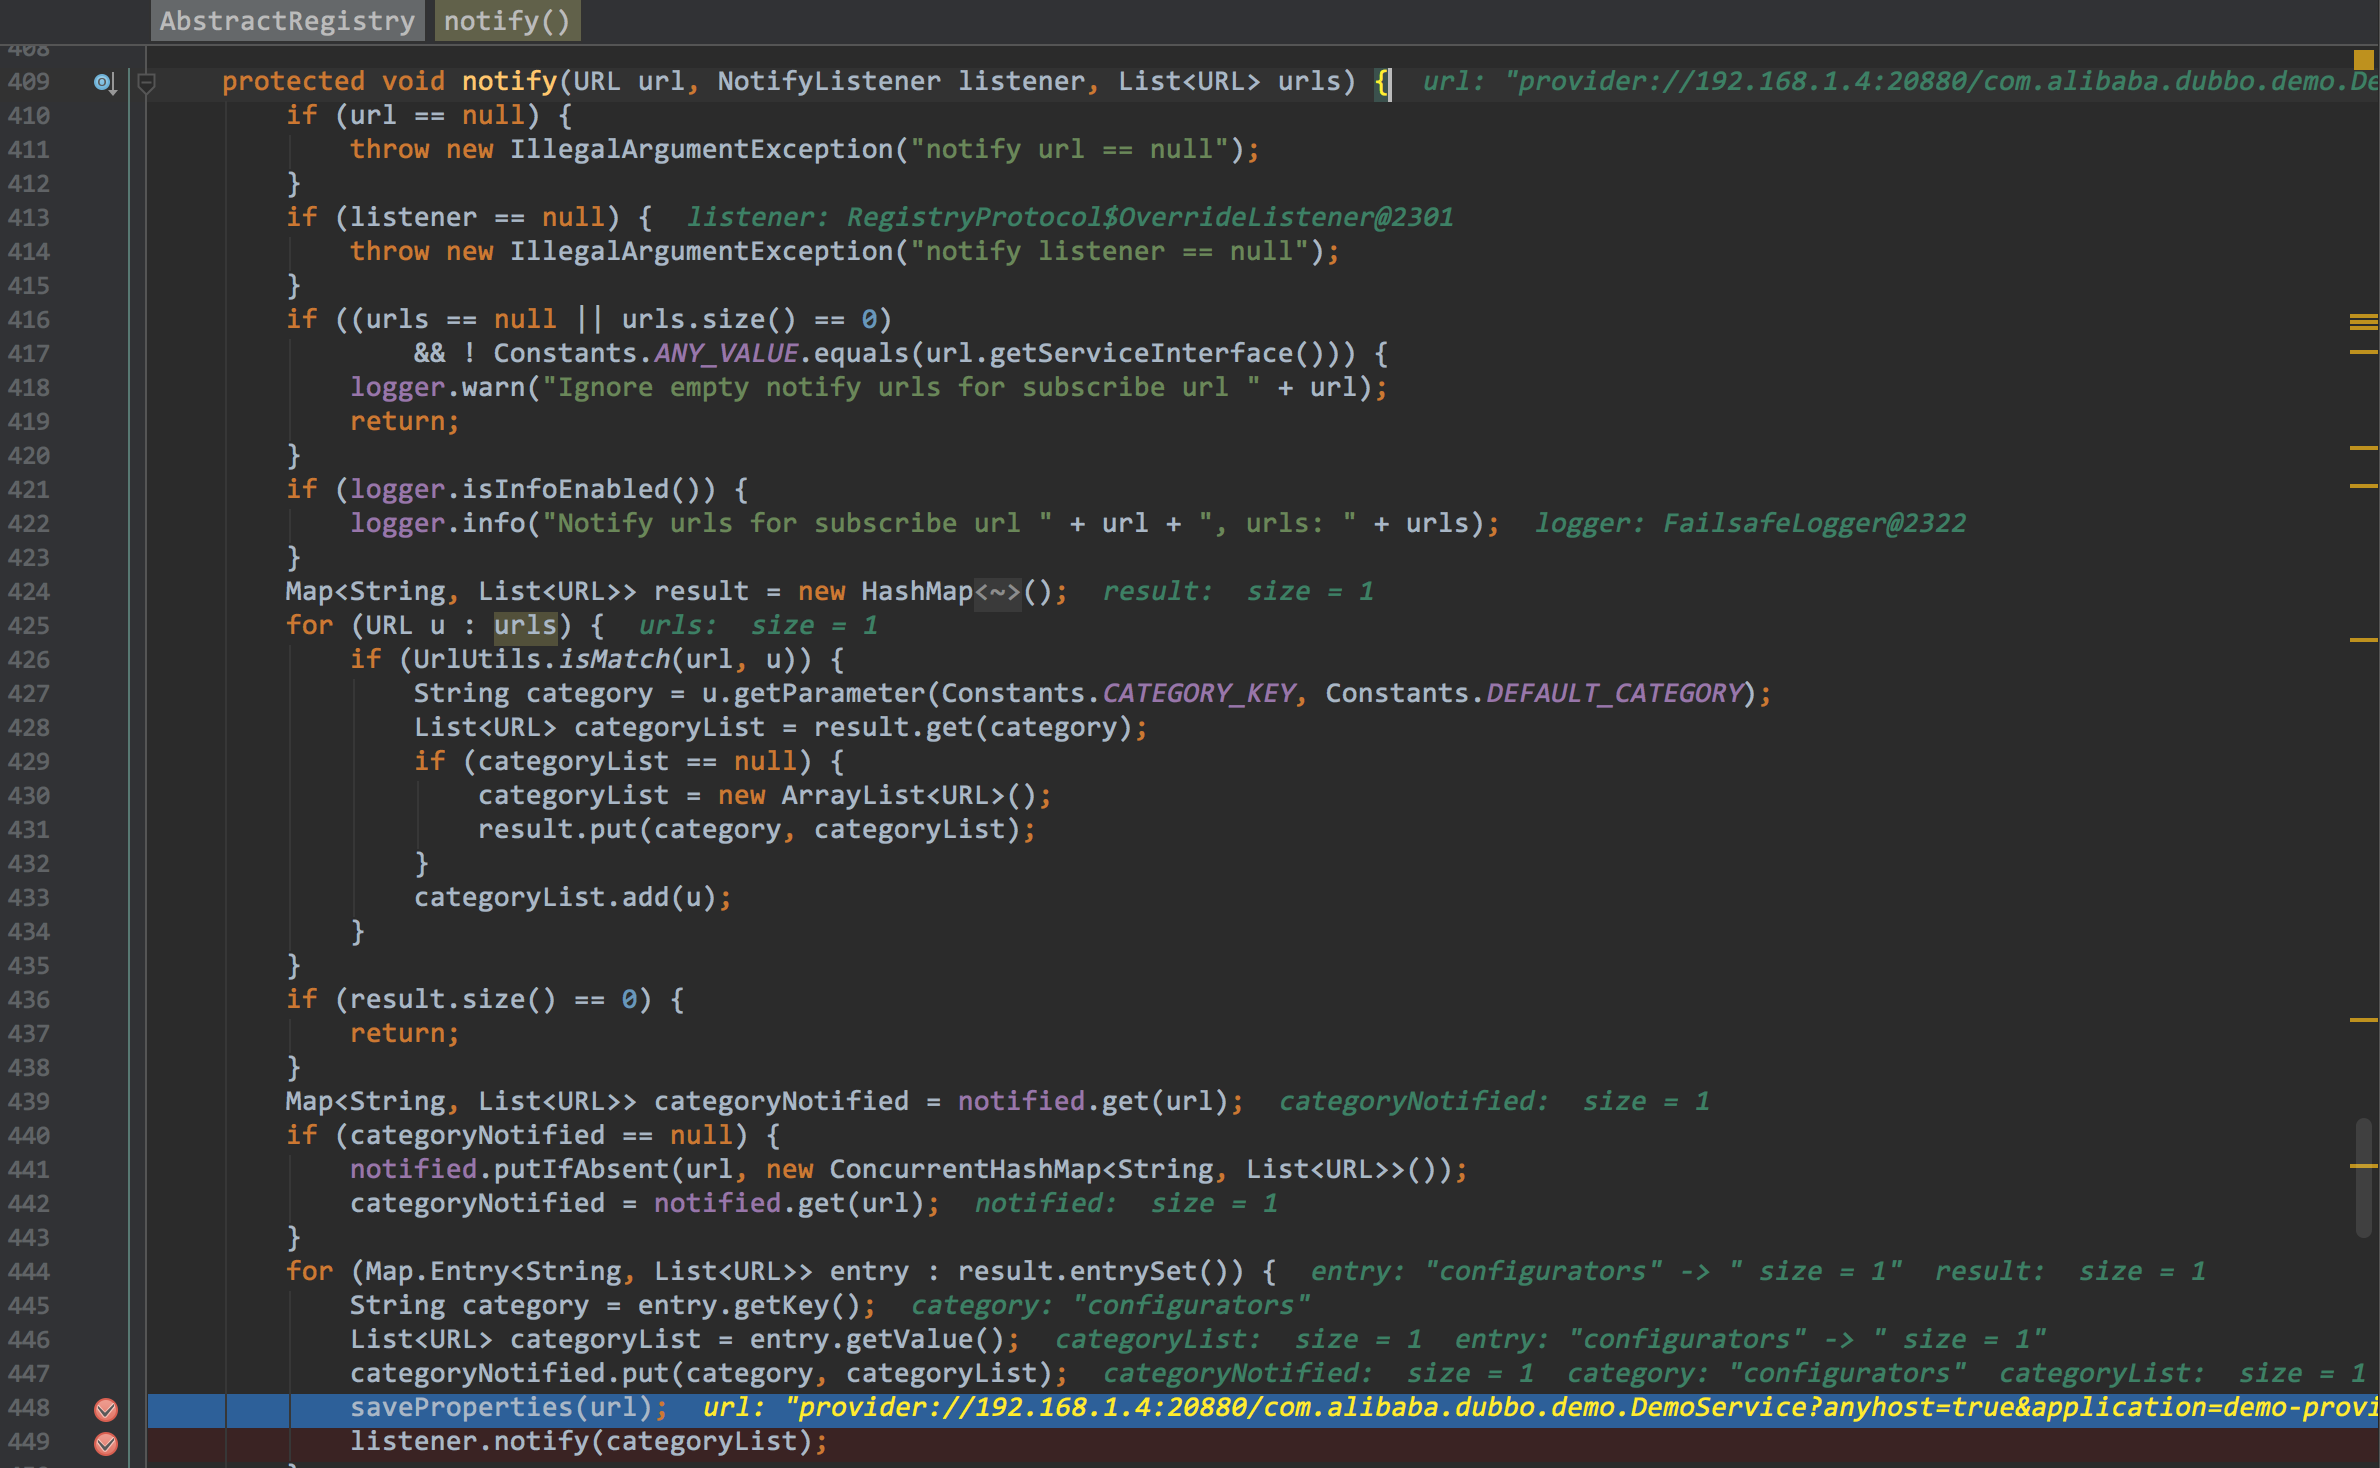 AbstractRegistry notify()
408
409 protected void notify(URL url, NotifyListener listener, List<URL> urls) { url: "provider://192.168.1.4:20880/com.alibaba.dubbo.demo.De
410 if (url == null) {
411 throw new IllegalArgumentException("notify url == null");
412 }
413 if (listener == null) { listener: RegistryProtocol$OverrideListener@2301
414 throw new IllegalArgumentException("notify listener == null");
415 }
416 if ((urls == null || urls.size() == 0)
417 && ! Constants.ANY_VALUE.equals(url.getServiceInterface())) {
418 logger.warn("Ignore empty notify urls for subscribe url " + url);
419 return;
420 }
421 if (logger.isInfoEnabled()) {
422 logger.info("Notify urls for subscribe url " + url + ", urls: " + urls); logger: FailsafeLogger@2322
423 }
424 Map<String, List<URL>> result = new HashMap<~>(); result: size = 1
425 for (URL u : urls) { urls: size = 1
426 if (UrlUtils.isMatch(url, u)) {
427 String category = u.getParameter(Constants.CATEGORY_KEY, Constants.DEFAULT_CATEGORY);
428 List<URL> categoryList = result.get(category);
429 if (categoryList == null) {
430 categoryList = new ArrayList<URL>();
431 result.put(category, categoryList);
432 }
433 categoryList.add(u);
434 }
435 }
436 if (result.size() == 0) {
437 return;
438 }
439 Map<String, List<URL>> categoryNotified = notified.get(url); categoryNotified: size = 1
440 if (categoryNotified == null) {
441 notified.putIfAbsent(url, new ConcurrentHashMap<String, List<URL>>());
442 categoryNotified = notified.get(url); notified: size = 1
443 }
444 for (Map.Entry<String, List<URL>> entry : result.entrySet()) { entry: "configurators" -> " size = 1" result: size = 1
445 String category = entry.getKey(); category: "configurators"
446 List<URL> categoryList = entry.getValue(); categoryList: size = 1 entry: "configurators" -> " size = 1"
447 categoryNotified.put(category, categoryList); categoryNotified: size = 1 category: "configurators" categoryList: size = 1
448 saveProperties(url); url: "provider://192.168.1.4:20880/com.alibaba.dubbo.demo.DemoService?anyhost=true&application=demo-provi
449 listener.notify(categoryList);